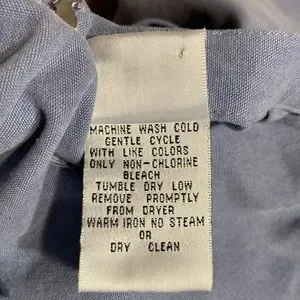 MACHINE WASH COLD
GENTLE CYCLE
WITH LIKE COLORS
ONLY NON-CHLORINE
BLEACH
TUMBLE DRY LOW
REMOVE PROMPTLY
FROM DRYER
WARM IRON NO STEAM
OR
DRY CLEAN